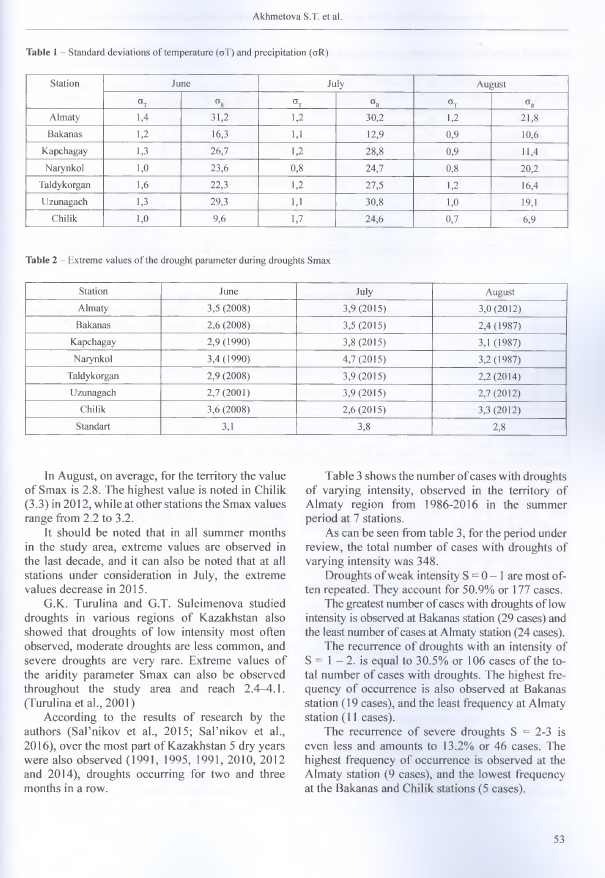 Akhmetova S.T. et al.
Table 1 – Standard deviations of temperature (σT) and precipitation (σR)
Station June July August
σT σR σT σR σT σR
Almaty 1,4 31,2 1,2 30,2 1,2 21,8
Bakanas 1,2 16,3 1,1 12,9 0,9 10,6
Kapchagay 1,3 26,7 1,2 28,8 0,9 11,4
Narynkol 1,0 23,6 0,8 24,7 0,8 20,2
Taldykorgan 1,6 22,3 1,2 27,5 1,2 16,4
Uzunagach 1,3 29,3 1,1 30,8 1,0 19,1
Chilik 1,0 9,6 1,7 24,6 0,7 6,9
Table 2 – Extreme values of the drought parameter during droughts Smax
Station June July August
Almaty 3,5 (2008) 3,9 (2015) 3,0 (2012)
Bakanas 2,6 (2008) 3,5 (2015) 2,4 (1987)
Kapchagay 2,9 (1990) 3,8 (2015) 3,1 (1987)
Narynkol 3,4 (1990) 4,7 (2015) 3,2 (1987)
Taldykorgan 2,9 (2008) 3,9 (2015) 2,2 (2014)
Uzunagach 2,7 (2001) 3,9 (2015) 2,7 (2012)
Chilik 3,6 (2008) 2,6 (2015) 3,3 (2012)
Standart 3,1 3,8 2,8
In August, on average, for the territory the value
of Smax is 2.8. The highest value is noted in Chilik
(3.3) in 2012, while at other stations the Smax values
range from 2.2 to 3.2.
It should be noted that in all summer months
in the study area, extreme values are observed in
the last decade, and it can also be noted that at all
stations under consideration in July, the extreme
values decrease in 2015.
G.K. Turulina and G.T. Suleimenova studied
droughts in various regions of Kazakhstan also
showed that droughts of low intensity most often
observed, moderate droughts are less common, and
severe droughts are very rare. Extreme values of
the aridity parameter Smax can also be observed
throughout the study area and reach 2.4–4.1.
(Turulina et al., 2001)
According to the results of research by the
authors (Sal’nikov et al., 2015; Sal’nikov et al.,
2016), over the most part of Kazakhstan 5 dry years
were also observed (1991, 1995, 1991, 2010, 2012
and 2014), droughts occurring for two and three
months in a row.
Table 3 shows the number of cases with droughts
of varying intensity, observed in the territory of
Almaty region from 1986-2016 in the summer
period at 7 stations.
As can be seen from table 3, for the period under
review, the total number of cases with droughts of
varying intensity was 348.
Droughts of weak intensity S = 0 – 1 are most of-
ten repeated. They account for 50.9% or 177 cases.
The greatest number of cases with droughts of low
intensity is observed at Bakanas station (29 cases) and
the least number of cases at Almaty station (24 cases).
The recurrence of droughts with an intensity of
S = 1 – 2. is equal to 30.5% or 106 cases of the to-
tal number of cases with droughts. The highest fre-
quency of occurrence is also observed at Bakanas
station (19 cases), and the least frequency at Almaty
station (11 cases).
The recurrence of severe droughts S = 2-3 is
even less and amounts to 13.2% or 46 cases. The
highest frequency of occurrence is observed at the
Almaty station (9 cases), and the lowest frequency
at the Bakanas and Chilik stations (5 cases).
53